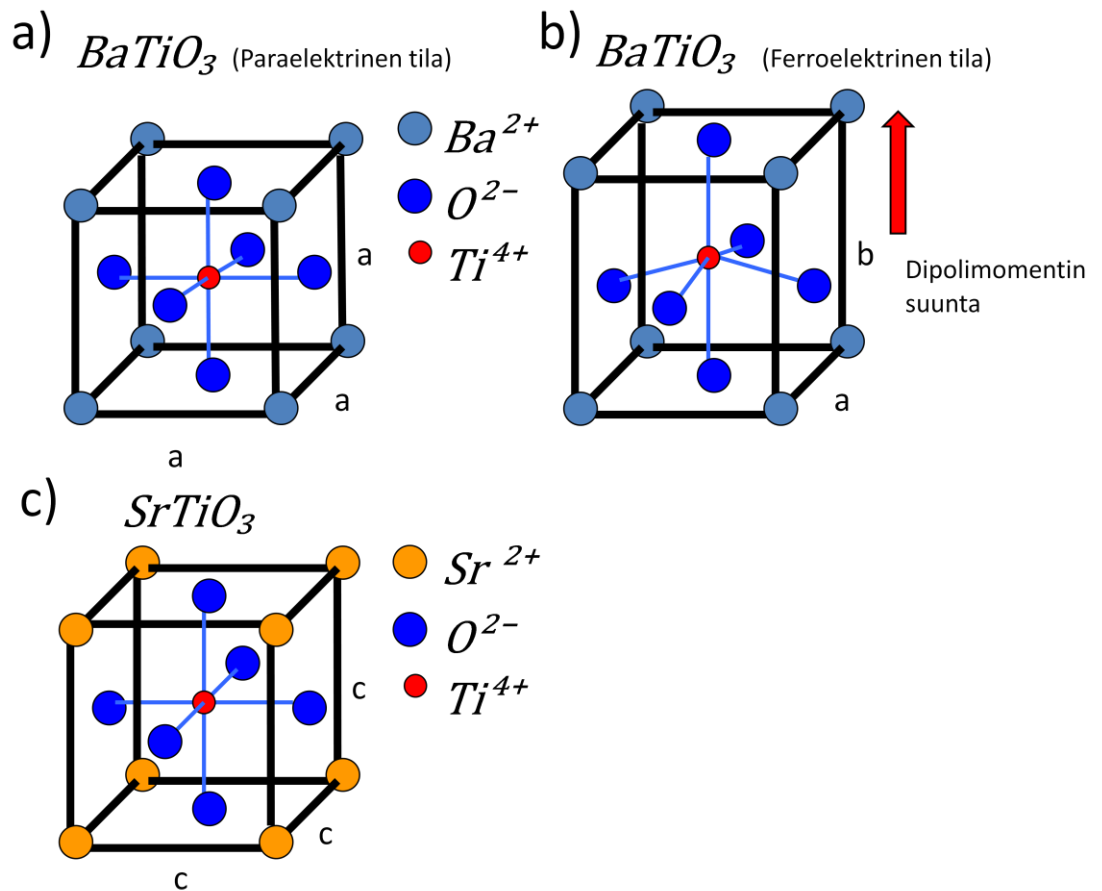 a)
BaTiO₃ (Paraelektrinen tila)
Ba²⁺
O²⁻
Ti⁴⁺
a
a
a
b)
BaTiO₃ (Ferroelektrinen tila)
b
a
Dipolimomentin
suunta
c)
SrTiO₃
Sr ²⁺
O²⁻
Ti⁴⁺
c
c
c